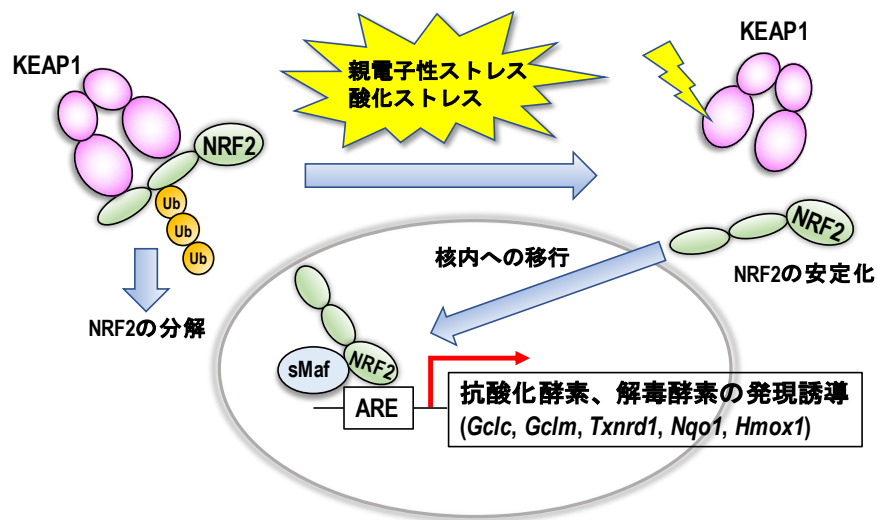 KEAP1
親電子性ストレス
酸化ストレス
KEAP1
NRF2
Ub
Ub
Ub
NRF2の分解
NRF2
NRF2の安定化
核内への移行
sMaf
NRF2
ARE
抗酸化酵素、解毒酵素の発現誘導
(Gclc, Gclm, Txnrd1, Nqo1, Hmox1)